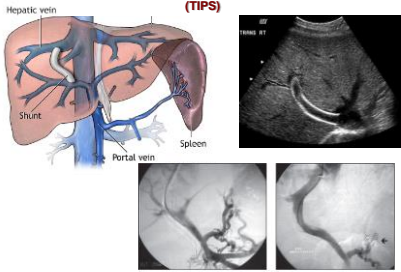 (TIPS)
Hepatic vein
TRANS RT
Shunt
Spleen
Portal vein